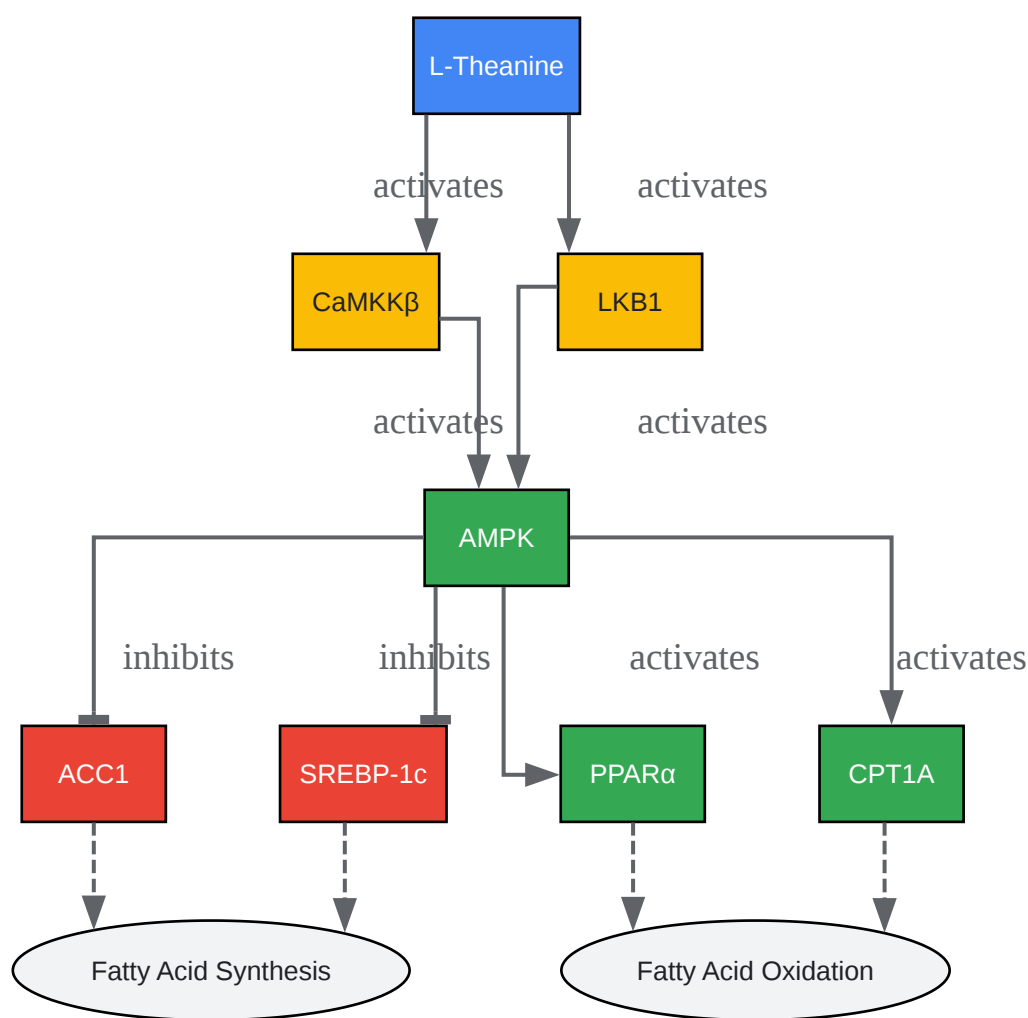 L-Theanine
activates
activates
CaMKKβ
LKB1
activates
activates
AMPK
inhibits
inhibits
activates
activates
ACC1
SREBP-1c
PPARα
CPT1A
Fatty Acid Synthesis
Fatty Acid Oxidation